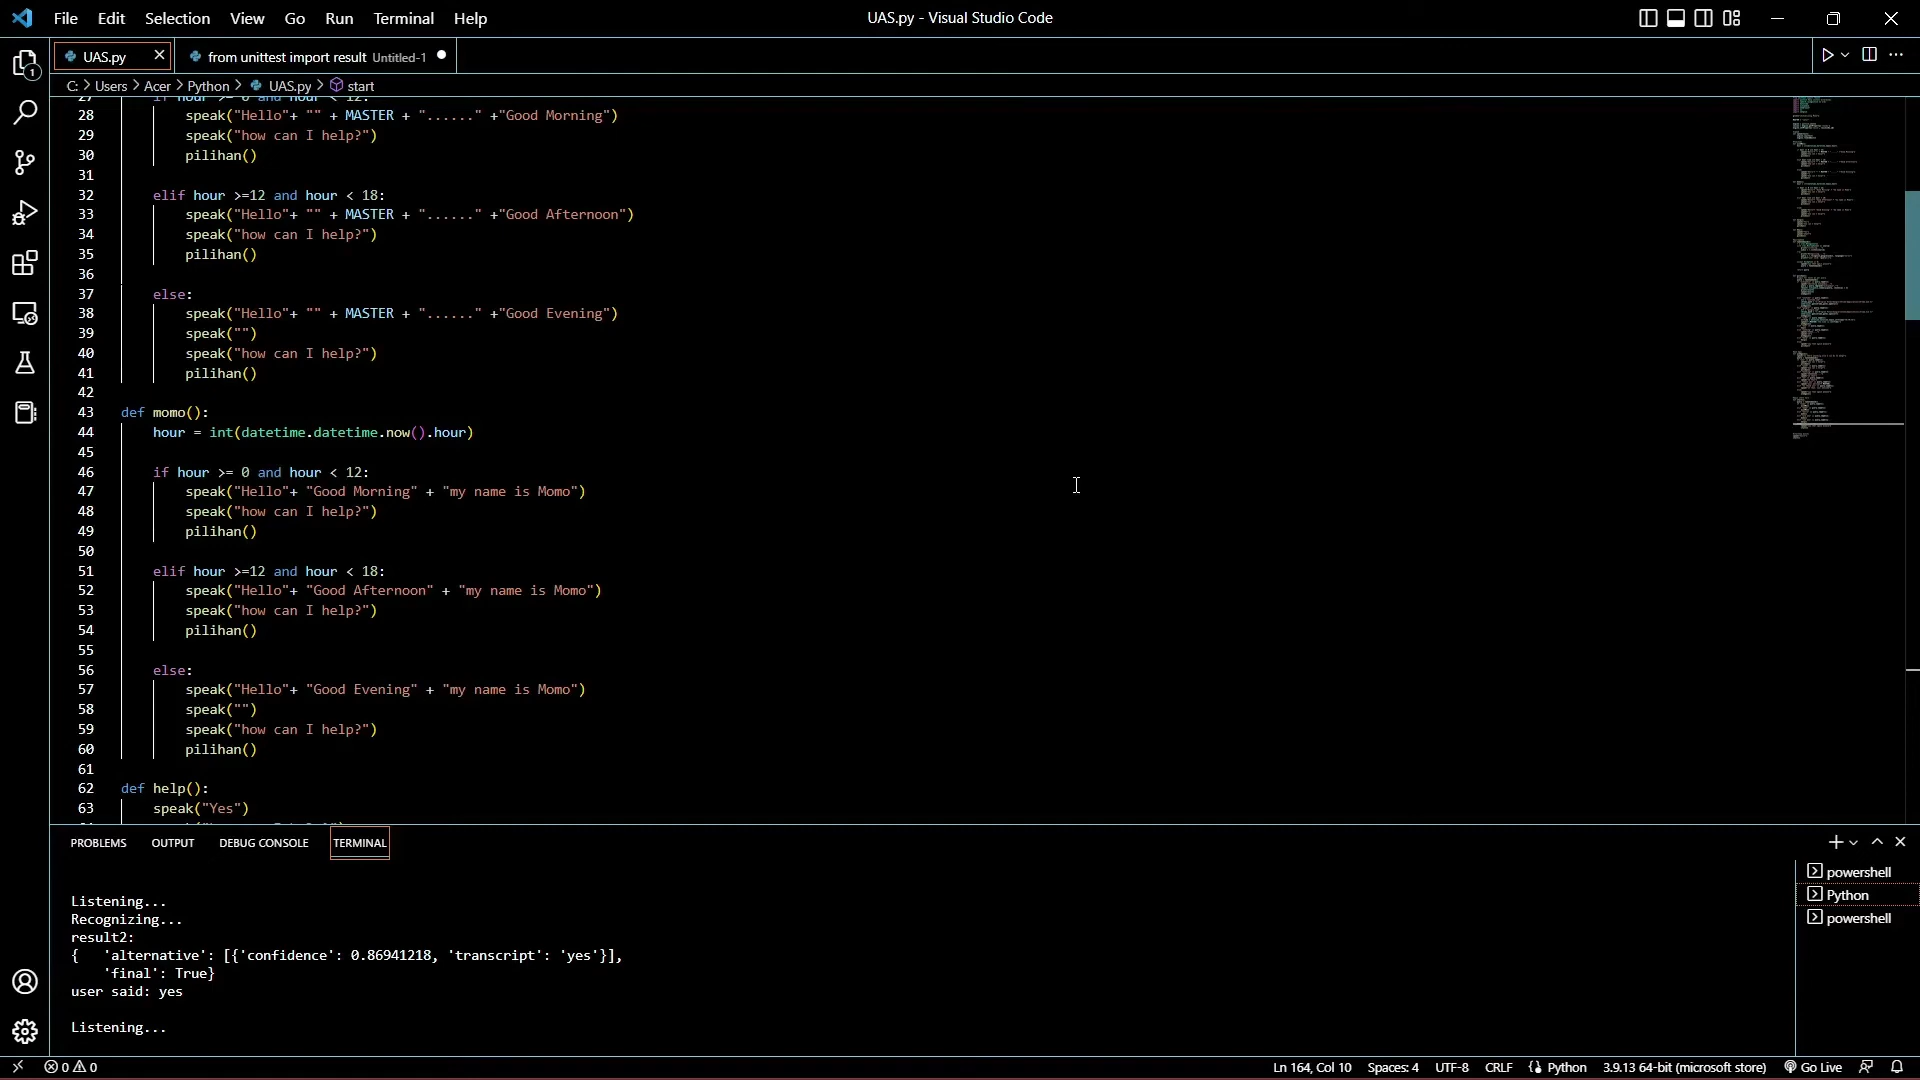 File Edit Selection View Go Run Terminal Help
UAS.py - Visual Studio Code
UAS.py
from unittest import result Untitled-1
C: > Users > Acer > Python > UAS.py > start
27 if hour >= 0 and hour < 12:
28 speak("Hello"+ "" + MASTER + "......" +"Good Morning")
29 speak("how can I help?")
30 pilihan()
31
32 elif hour >=12 and hour < 18:
33 speak("Hello"+ "" + MASTER + "......" +"Good Afternoon")
34 speak("how can I help?")
35 pilihan()
36
37 else:
38 speak("Hello"+ "" + MASTER + "......" +"Good Evening")
39 speak("")
40 speak("how can I help?")
41 pilihan()
42
43 def momo():
44 hour = int(datetime.datetime.now().hour)
45
46 if hour >= 0 and hour < 12:
47 speak("Hello"+ "Good Morning" + "my name is Momo")
48 speak("how can I help?")
49 pilihan()
50
51 elif hour >=12 and hour < 18:
52 speak("Hello"+ "Good Afternoon" + "my name is Momo")
53 speak("how can I help?")
54 pilihan()
55
56 else:
57 speak("Hello"+ "Good Evening" + "my name is Momo")
58 speak("")
59 speak("how can I help?")
60 pilihan()
61
62 def help():
63 speak("Yes")
PROBLEMS OUTPUT DEBUG CONSOLE TERMINAL
Listening...
Recognizing...
result2:
{ 'alternative': [{'confidence': 0.86941218, 'transcript': 'yes'}],
'final': True}
user said: yes
Listening...
powershell
Python
powershell
0 0
Ln 164, Col 10 Spaces: 4 UTF-8 CRLF Python 3.9.13 64-bit (microsoft store) Go Live